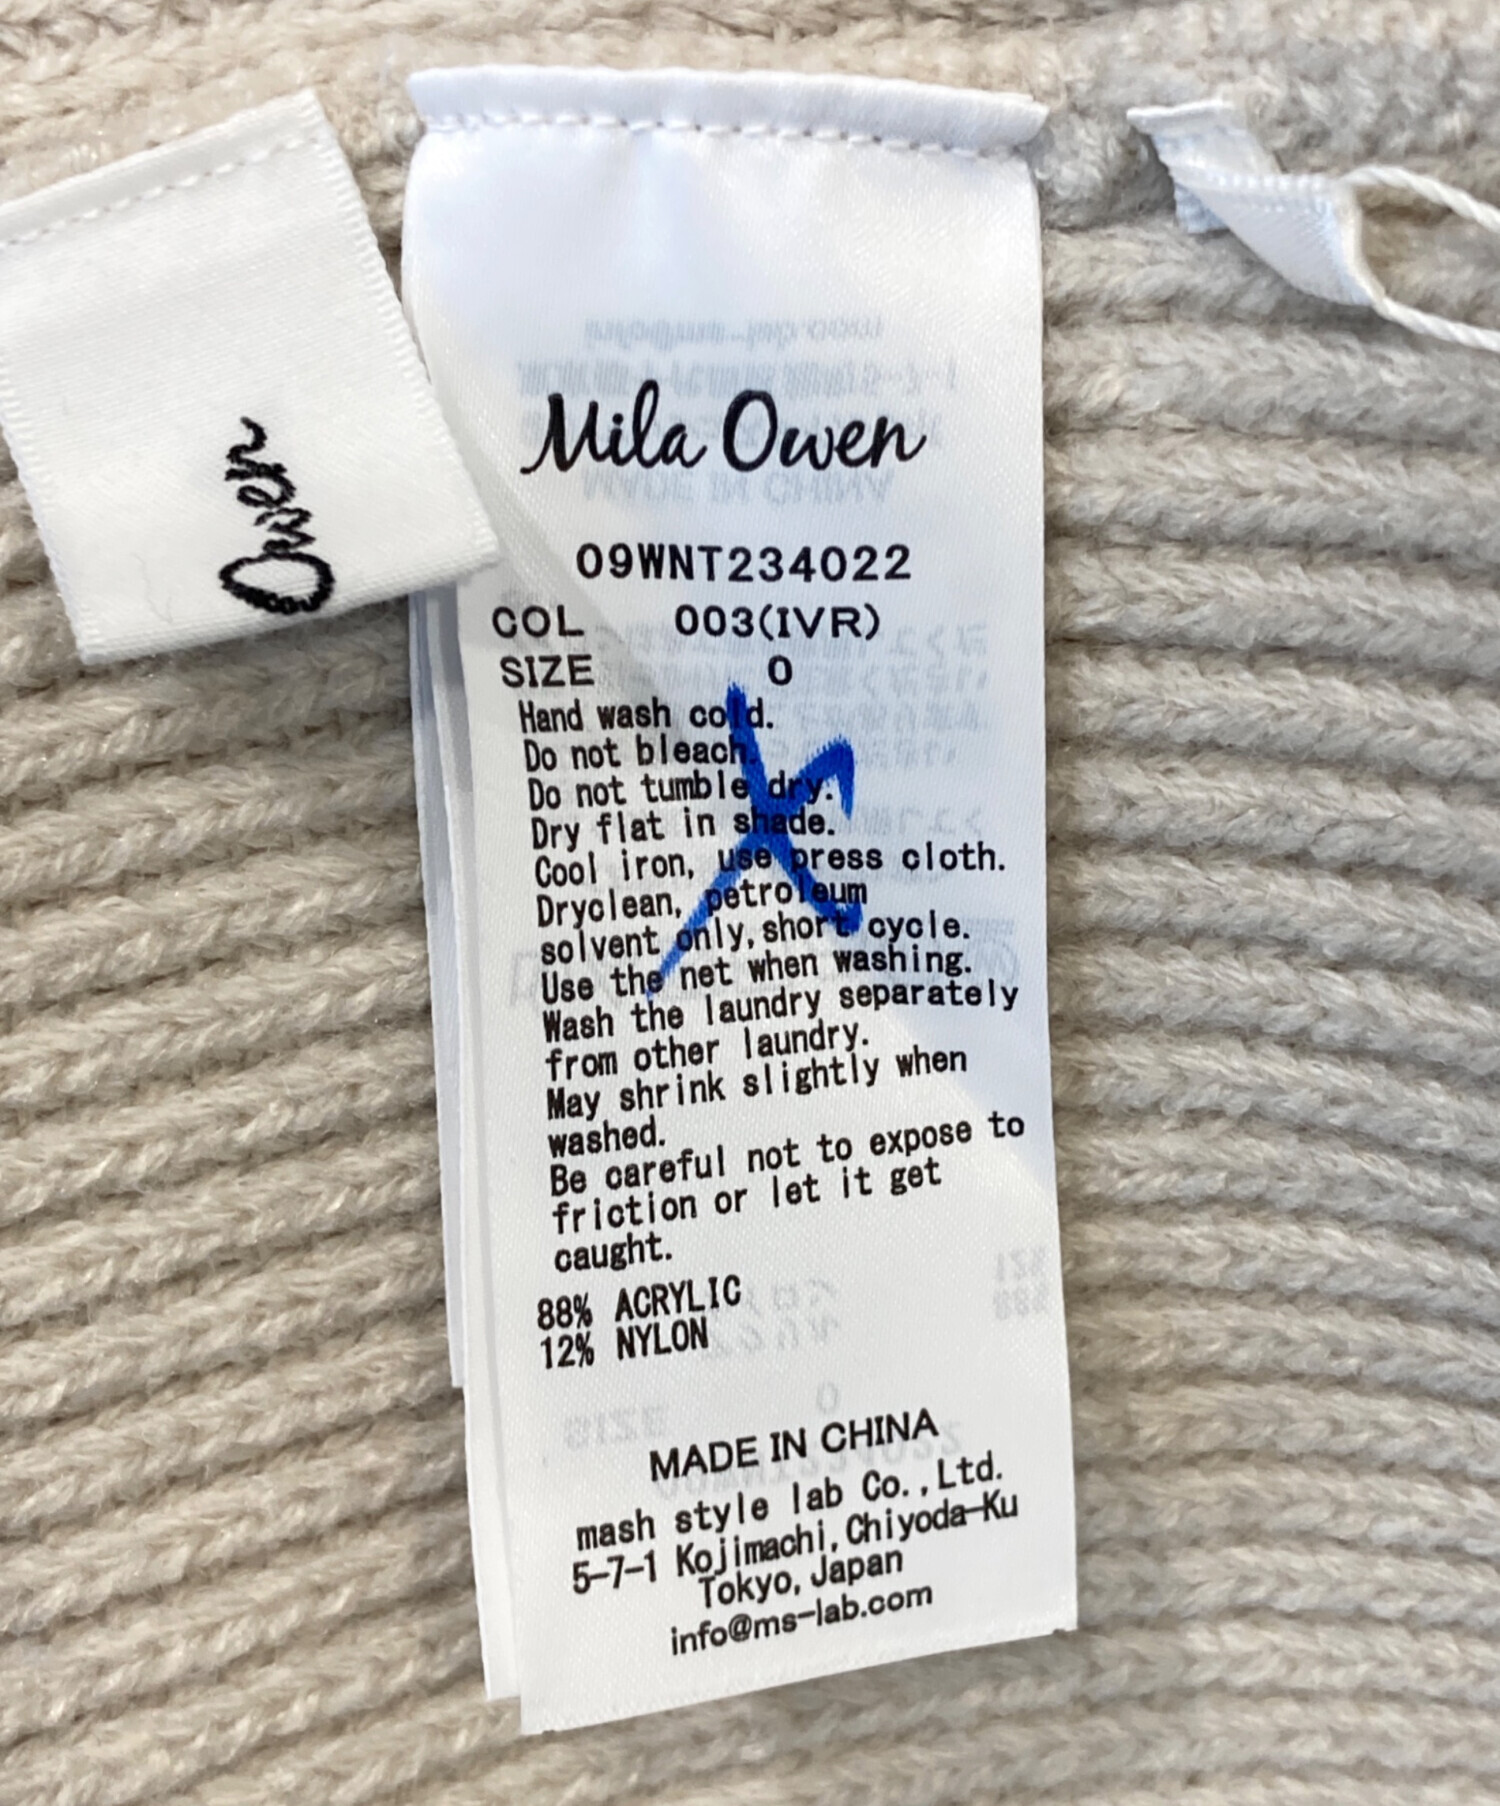 Owen
Mila Owen
09WNT234022
COL 003(IVR)
SIZE 0
Hand wash cold.
Do not bleach.
Do not tumble dry.
Dry flat in shade.
Cool iron, use press cloth.
Dryclean, petroleum
solvent only, short cycle.
Use the net when washing.
Wash the laundry separately
from other laundry.
May shrink slightly when
washed.
Be careful not to expose to
friction or let it get
caught.
88% ACRYLIC
12% NYLON
MADE IN CHINA
mash style lab Co., Ltd.
5-7-1 Kojimachi, Chiyoda-Ku
Tokyo, Japan
info@ms-lab.com